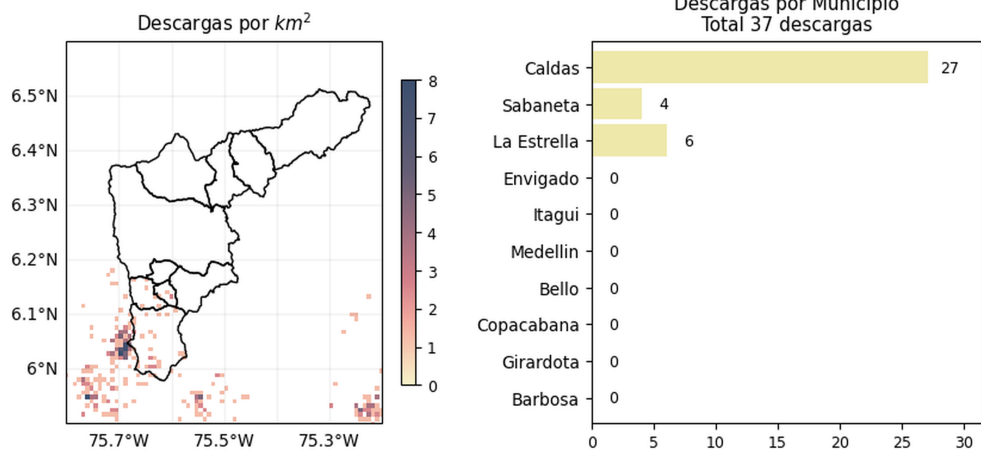 Descargas por km²
6.5°N
6.4°N
6.3°N
6.2°N
6.1°N
6°N
75.7°W 75.5°W 75.3°W
8
7
6
5
4
3
2
1
0
Descargas por Municipio
Total 37 descargas
Caldas 27
Sabaneta 4
La Estrella 6
Envigado 0
Itagui 0
Medellin 0
Bello 0
Copacabana 0
Girardota 0
Barbosa 0
0 5 10 15 20 25 30